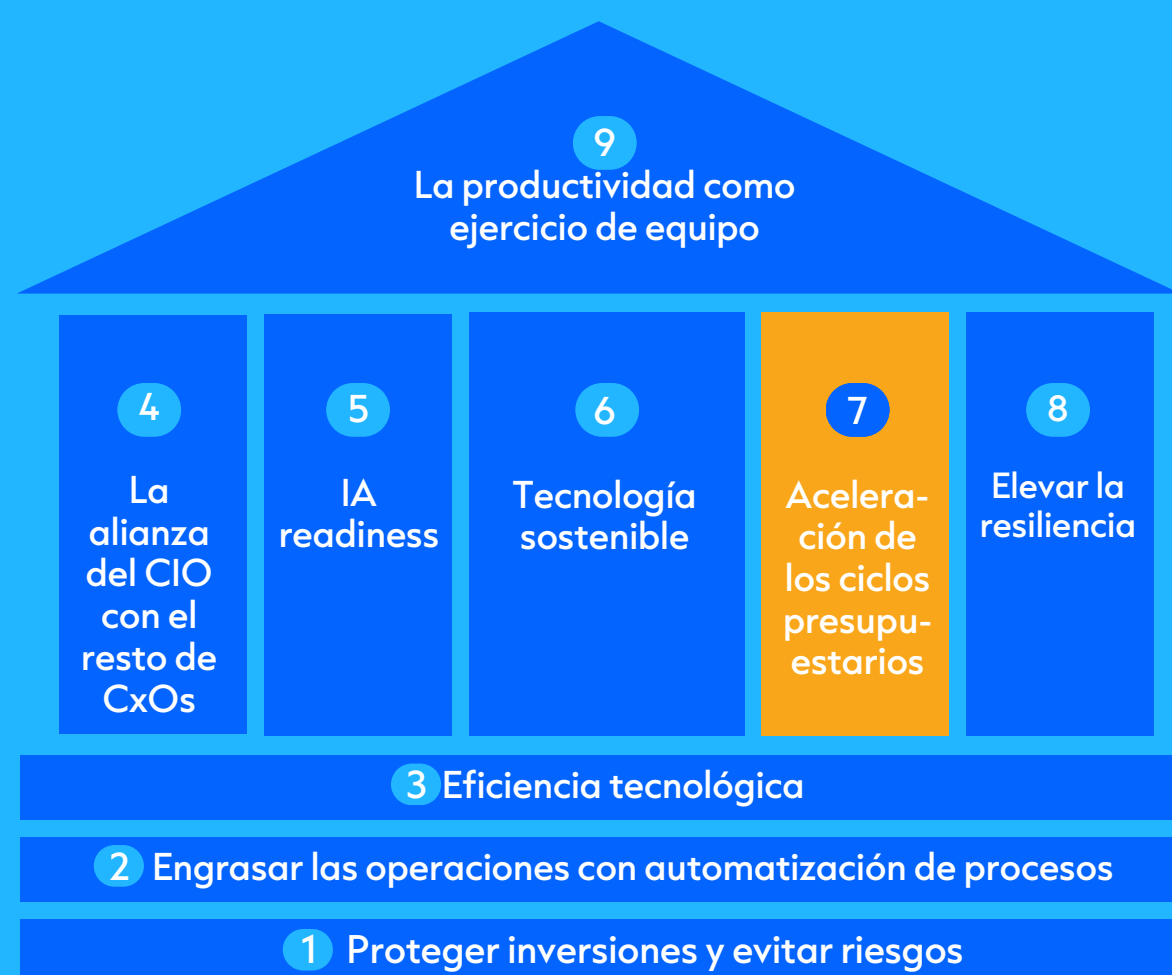 9
La productividad como
ejercicio de equipo
4
La
alianza
del CIO
con el
resto de
CxOs
5
IA
readiness
6
Tecnología
sostenible
7
Acelera-
ción de
los ciclos
presupu-
estarios
8
Elevar la
resiliencia
3 Eficiencia tecnológica
2 Engrasar las operaciones con automatización de procesos
1 Proteger inversiones y evitar riesgos